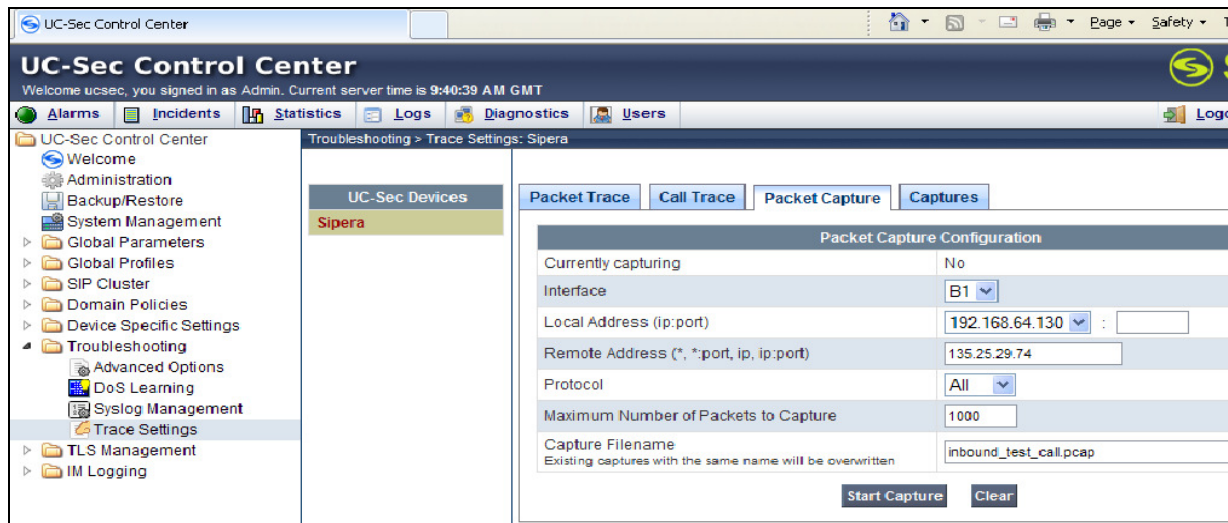 UC-Sec Control Center
Page
Safety
UC-Sec Control Center
Welcome ucsec, you signed in as Admin. Current server time is 9:40:39 AM GMT
Alarms Incidents Statistics Logs Diagnostics Users
UC-Sec Control Center
Welcome
Administration
Backup/Restore
System Management
Global Parameters
Global Profiles
SIP Cluster
Domain Policies
Device Specific Settings
Troubleshooting
Advanced Options
DoS Learning
Syslog Management
Trace Settings
TLS Management
IM Logging
Troubleshooting > Trace Settings: Sipera
UC-Sec Devices
Sipera
Packet Trace Call Trace Packet Capture Captures
Packet Capture Configuration
Currently capturing No
Interface B1
Local Address (ip:port) 192.168.64.130 :
Remote Address (*, *:port, ip, ip:port) 135.25.29.74
Protocol All
Maximum Number of Packets to Capture 1000
Capture Filename
Existing captures with the same name will be overwritten
inbound_test_call.pcap
Start Capture Clear